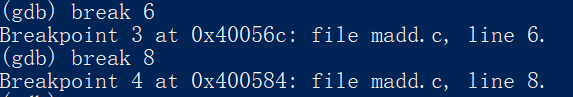 (gdb) break 6
Breakpoint 3 at 0x40056c: file madd.c, line 6.
(gdb) break 8
Breakpoint 4 at 0x400584: file madd.c, line 8.